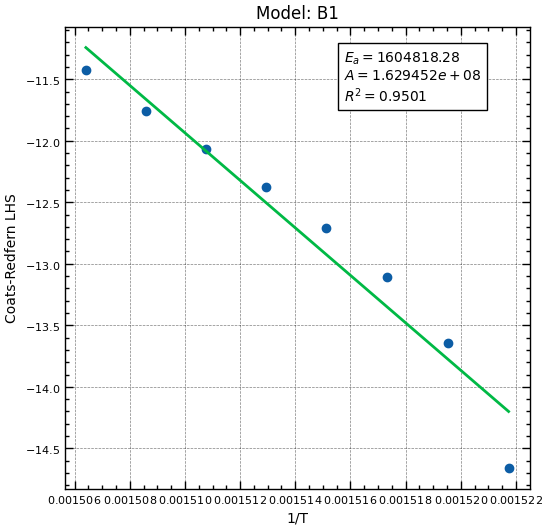 Model: B1
E_a = 1604818.28
A = 1.629452e + 08
R^2 = 0.9501
−11.5
−12.0
−12.5
−13.0
−13.5
−14.0
−14.5
Coats-Redfern LHS
0.001506 0.001508 0.001510 0.001512 0.001514 0.001516 0.001518 0.001520 0.001522
1/T